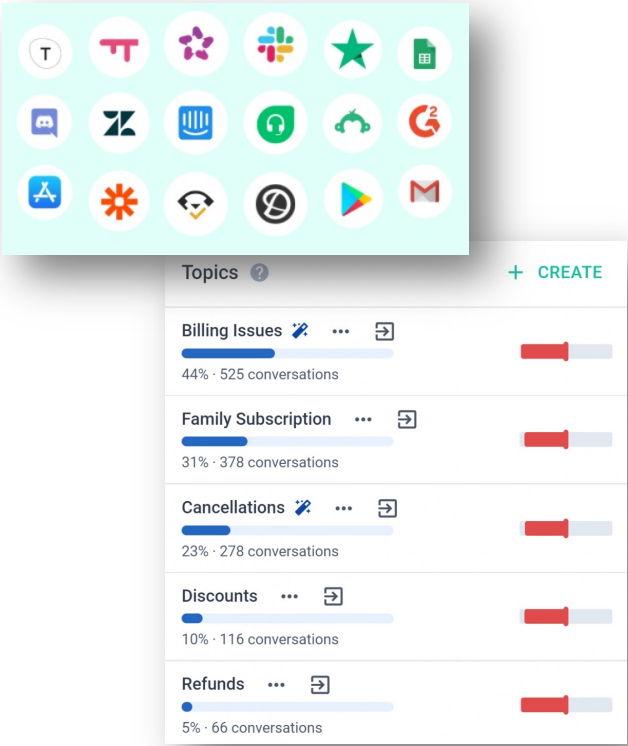 T
2
Topics ?
+ CREATE
Billing Issues
44% · 525 conversations
Family Subscription
31% · 378 conversations
Cancellations
23% · 278 conversations
Discounts
10% · 116 conversations
Refunds
5% · 66 conversations